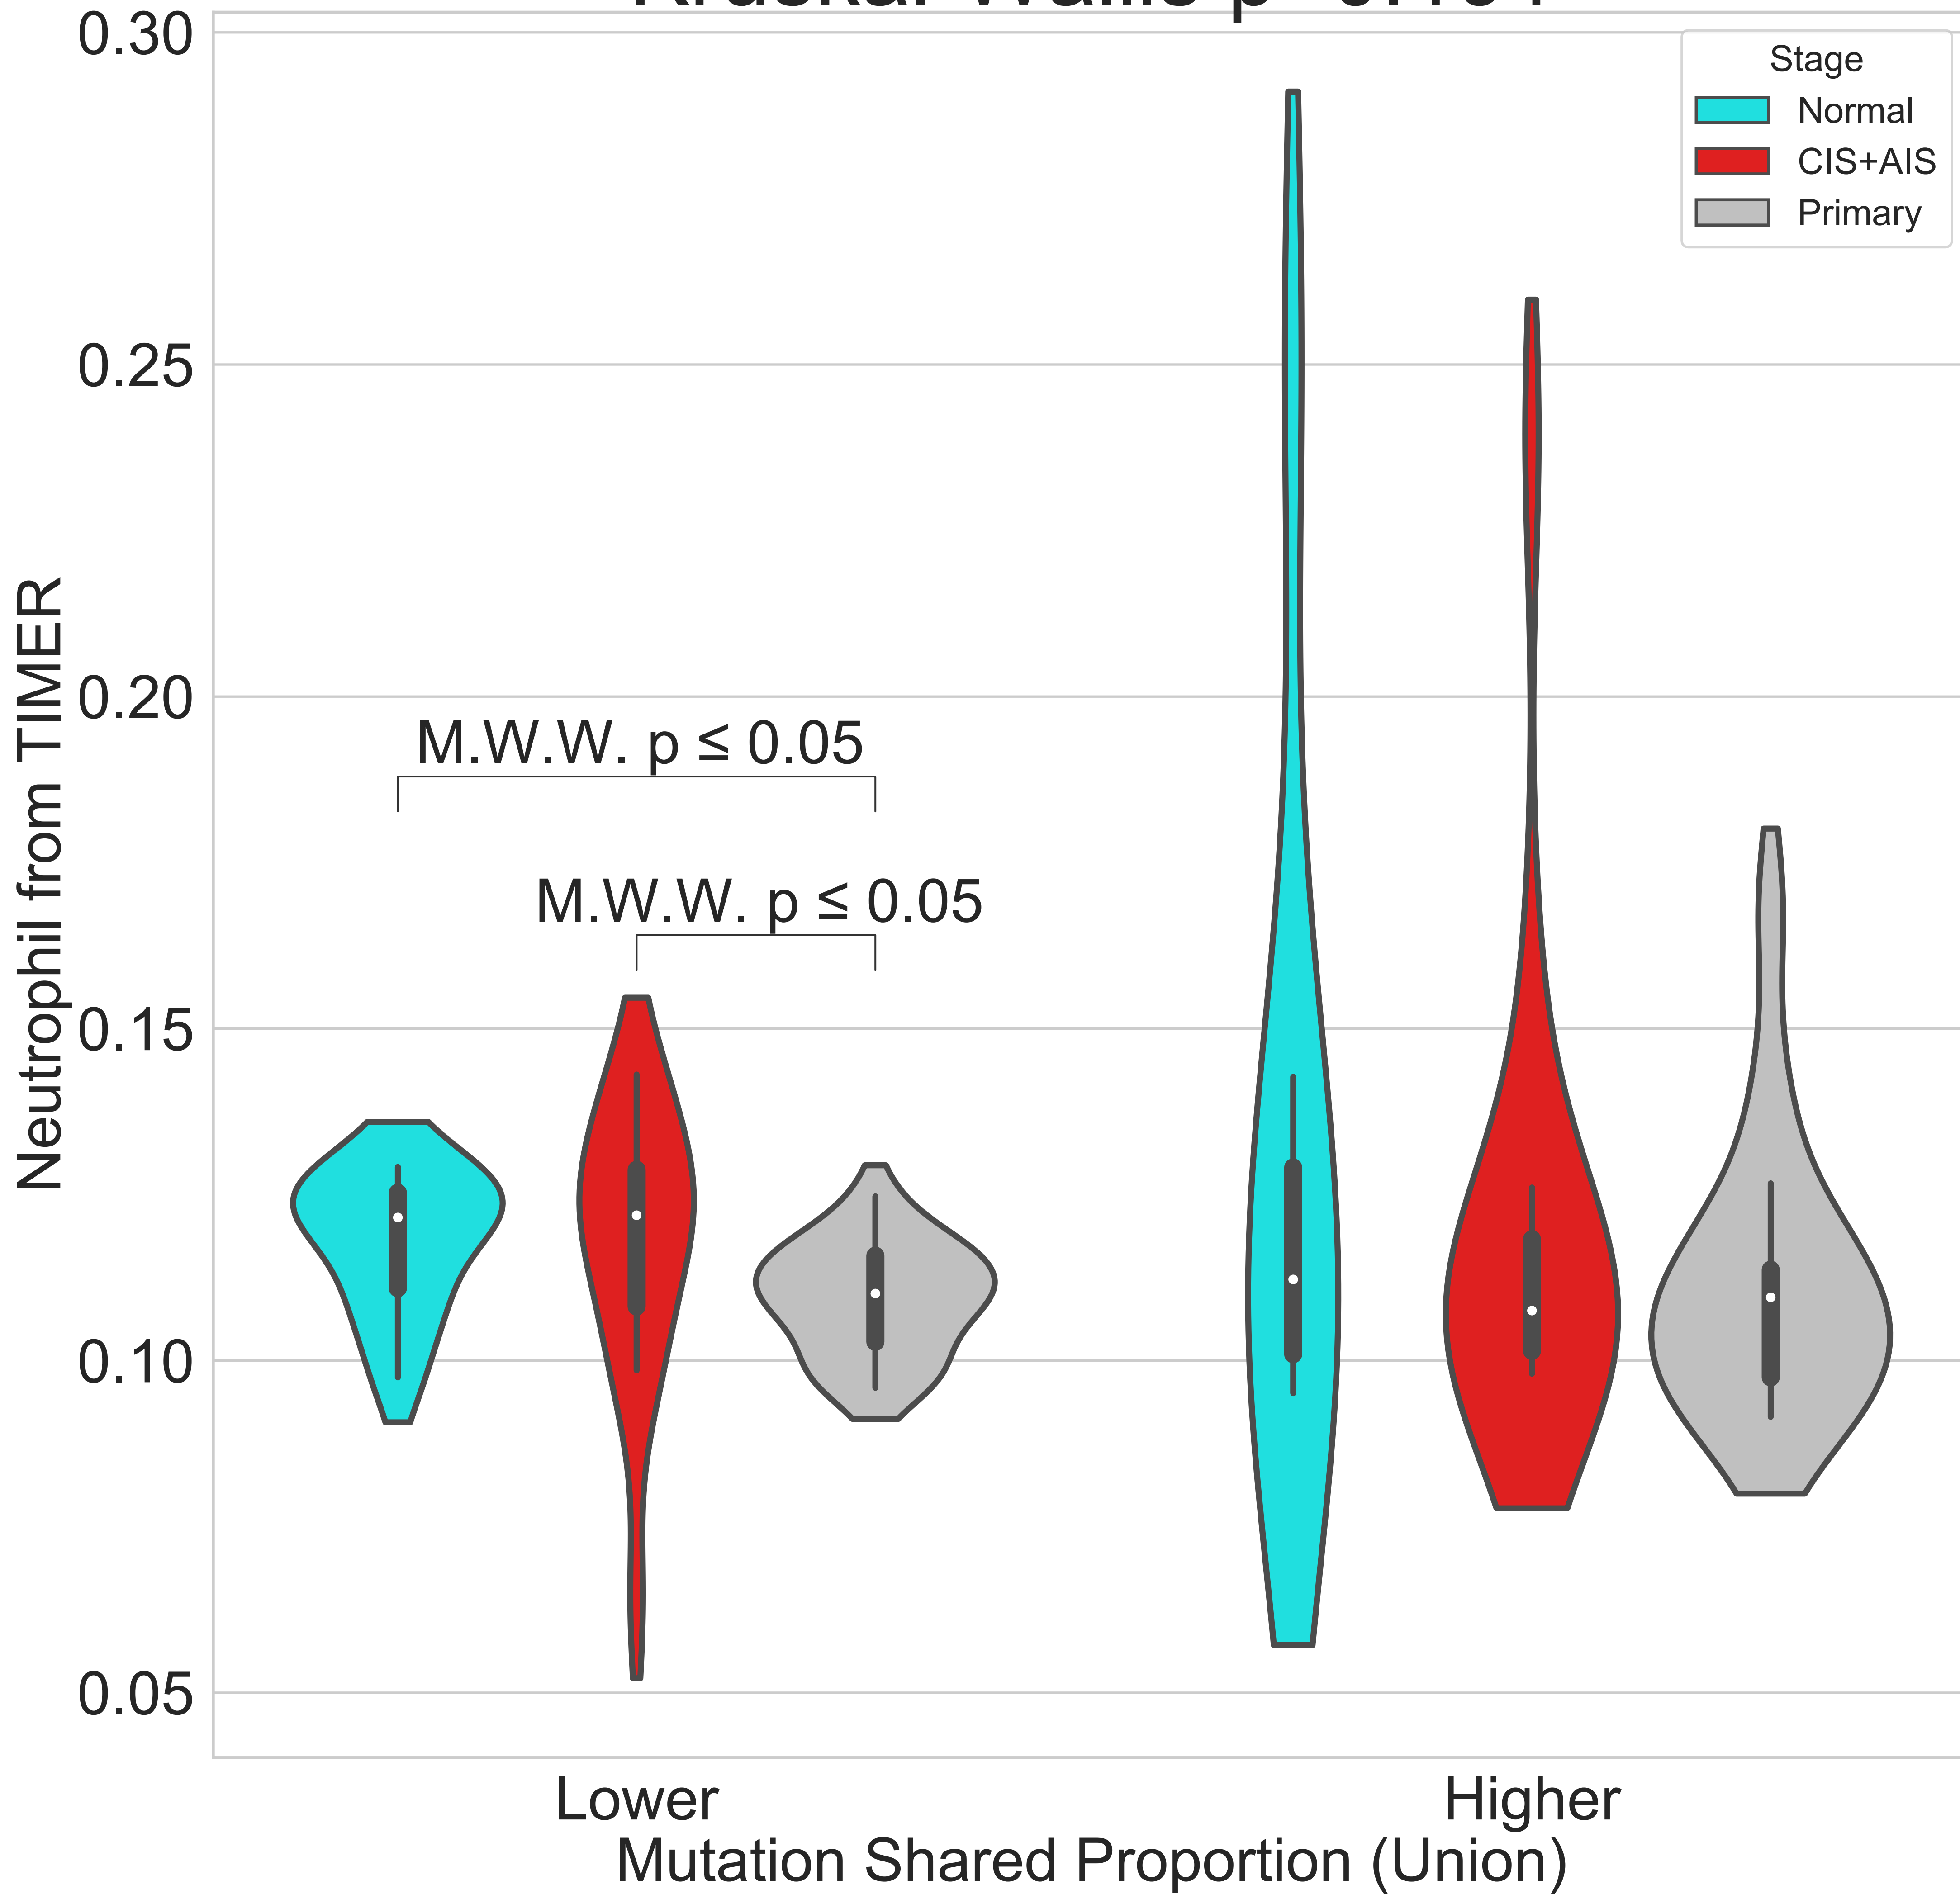 0.30
0.25
0.20
0.15
0.10
0.05
Neutrophil from TIMER
Stage
Normal
CIS+AIS
Primary
M.W.W. p ≤ 0.05
M.W.W. p ≤ 0.05
Lower
Higher
Mutation Shared Proportion (Union)